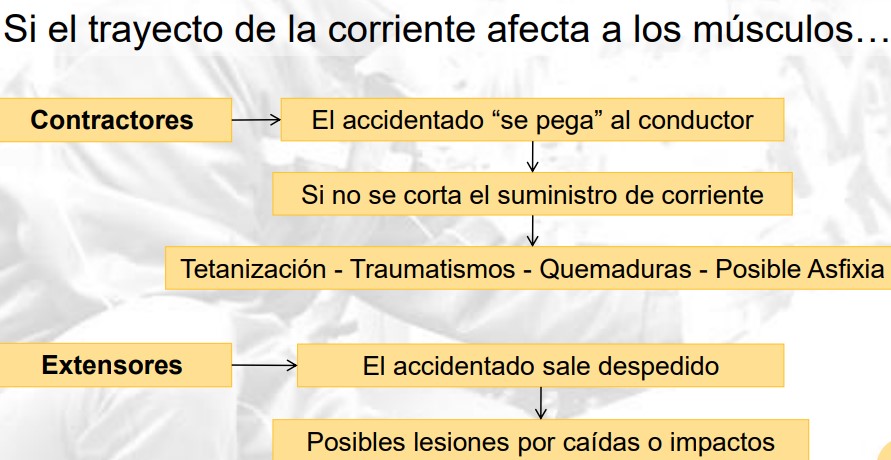 Si el trayecto de la corriente afecta a los músculos…
Contractores
El accidentado “se pega” al conductor
Si no se corta el suministro de corriente
Tetanización - Traumatismos - Quemaduras - Posible Asfixia
Extensores
El accidentado sale despedido
Posibles lesiones por caídas o impactos